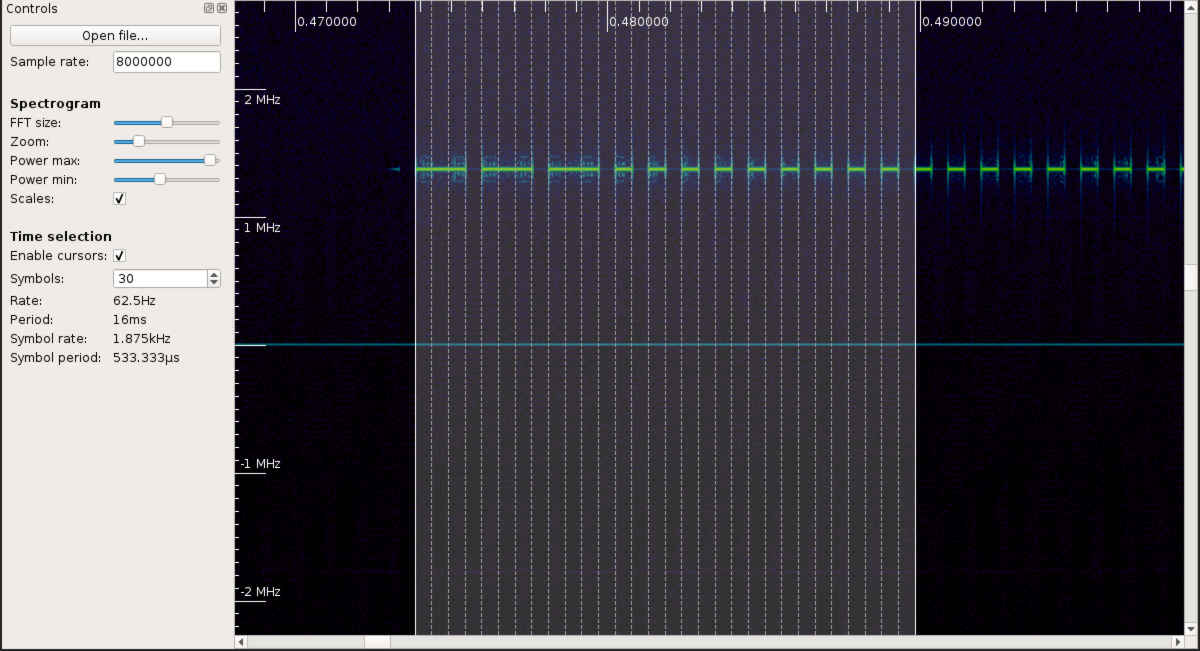 Controls
Open file...
Sample rate: 8000000
Spectrogram
FFT size:
Zoom:
Power max:
Power min:
Scales:
Time selection
Enable cursors:
Symbols: 30
Rate: 62.5Hz
Period: 16ms
Symbol rate: 1.875kHz
Symbol period: 533.333µs
0.470000 0.480000 0.490000
2 MHz
1 MHz
-1 MHz
-2 MHz